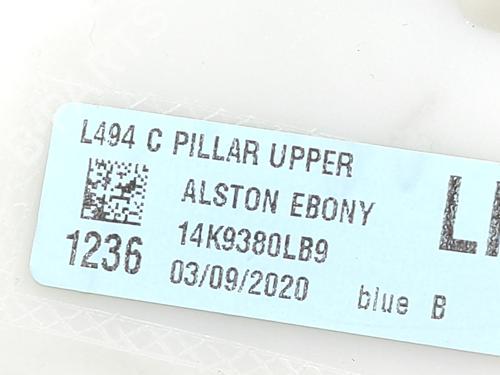 L494 C PILLAR UPPER
ALSTON EBONY
14K9380LB9
1236
03/09/2020
blue B